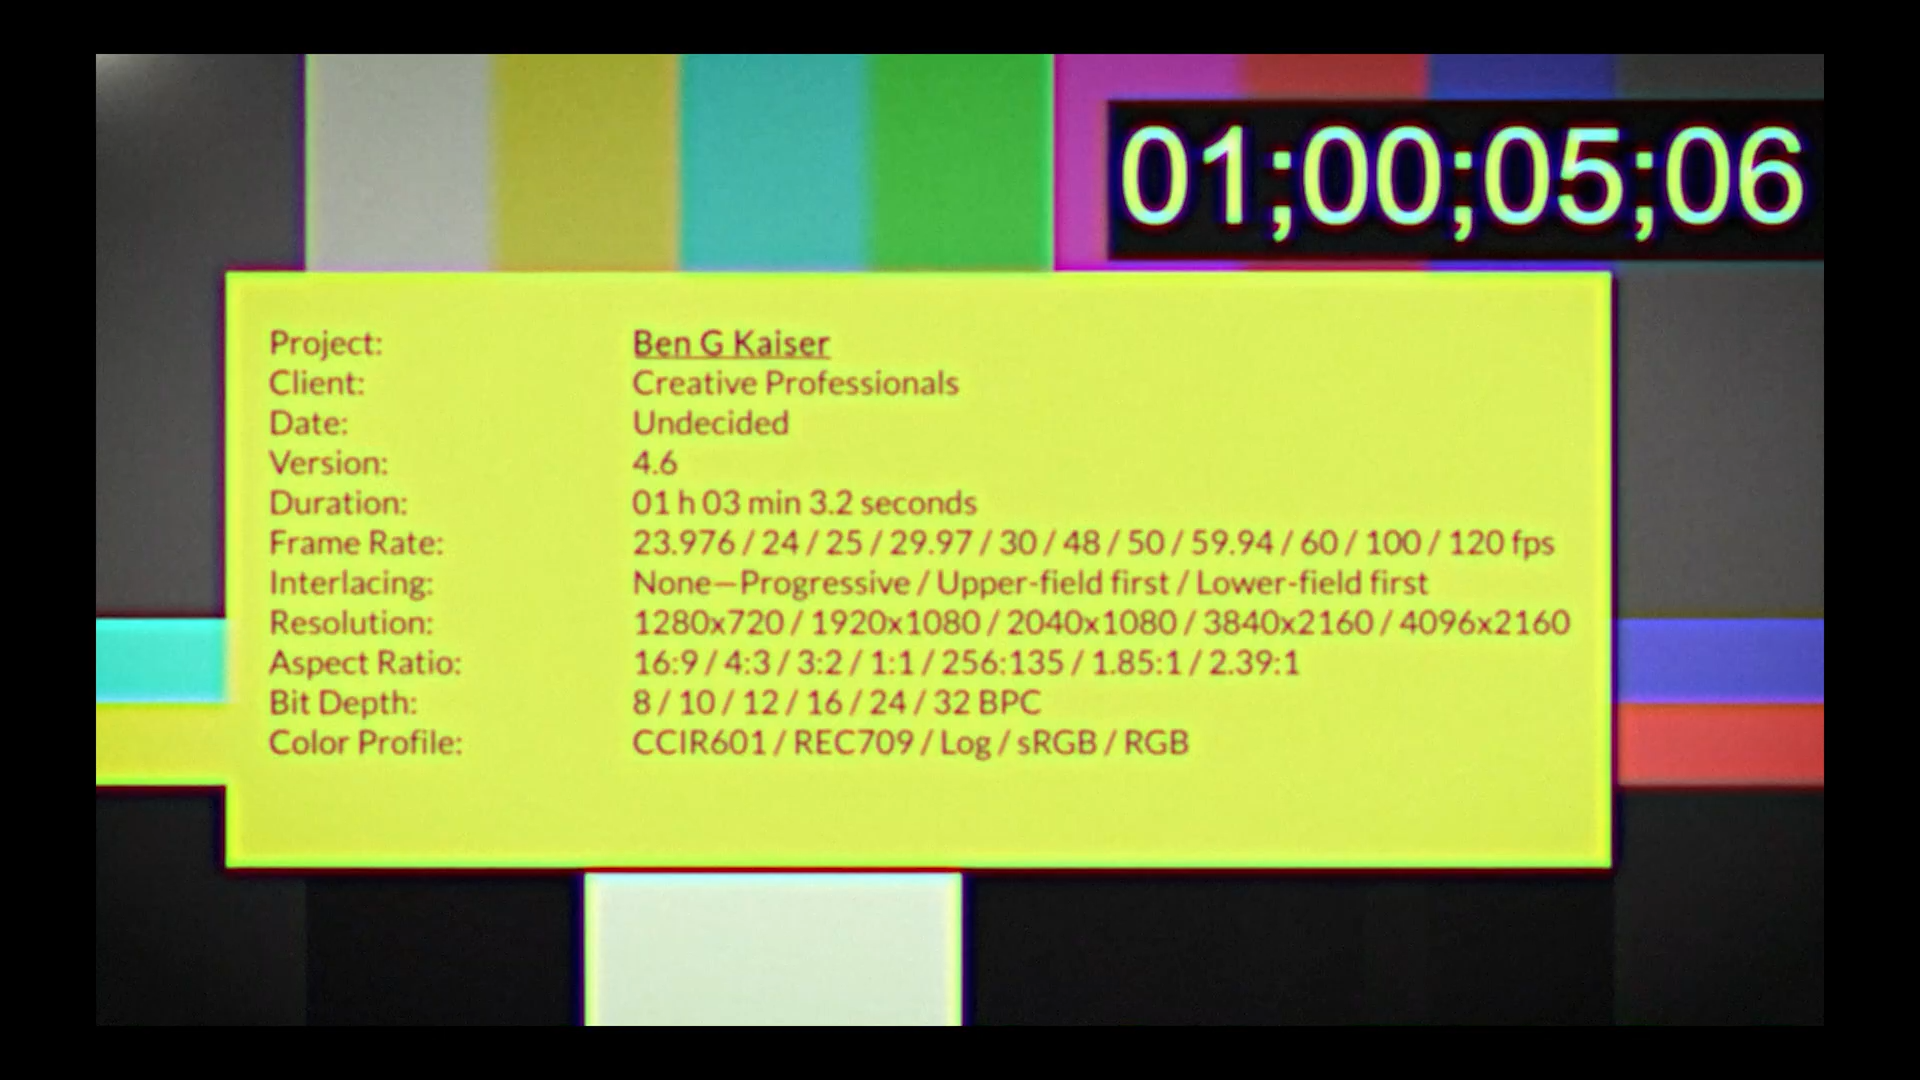 01;00;05;06
Project: Ben G Kaiser
Client: Creative Professionals
Date: Undecided
Version: 4.6
Duration: 01 h 03 min 3.2 seconds
Frame Rate: 23.976 / 24 / 25 / 29.97 / 30 / 48 / 50 / 59.94 / 60 / 100 / 120 fps
Interlacing: None—Progressive / Upper-field first / Lower-field first
Resolution: 1280x720 / 1920x1080 / 2040x1080 / 3840x2160 / 4096x2160
Aspect Ratio: 16:9 / 4:3 / 3:2 / 1:1 / 256:135 / 1.85:1 / 2.39:1
Bit Depth: 8 / 10 / 12 / 16 / 24 / 32 BPC
Color Profile: CCIR601 / REC709 / Log / sRGB / RGB